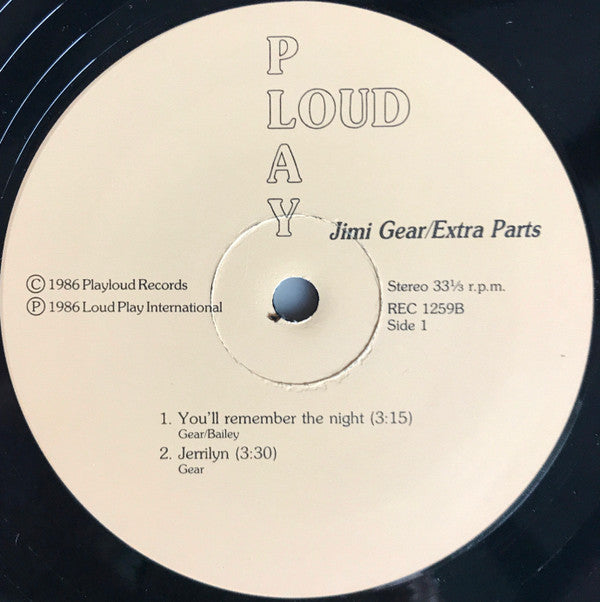 PLAY
LOUD
Jimi Gear/Extra Parts
© 1986 Playloud Records
℗ 1986 Loud Play International
Stereo 33⅓ r.p.m.
REC 1259B
Side 1
1. You'll remember the night (3:15)
Gear/Bailey
2. Jerrilyn (3:30)
Gear